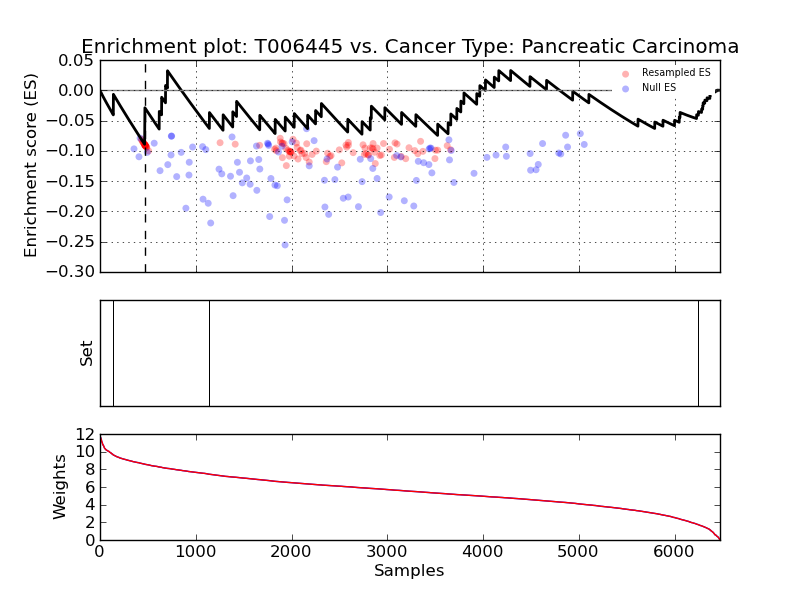 Enrichment plot: T006445 vs. Cancer Type: Pancreatic Carcinoma
0.05
0.00
−0.05
−0.10
−0.15
−0.20
−0.25
−0.30
Enrichment score (ES)
Resampled ES
Null ES
Set
12
10
8
6
4
2
0
Weights
0 1000 2000 3000 4000 5000 6000
Samples